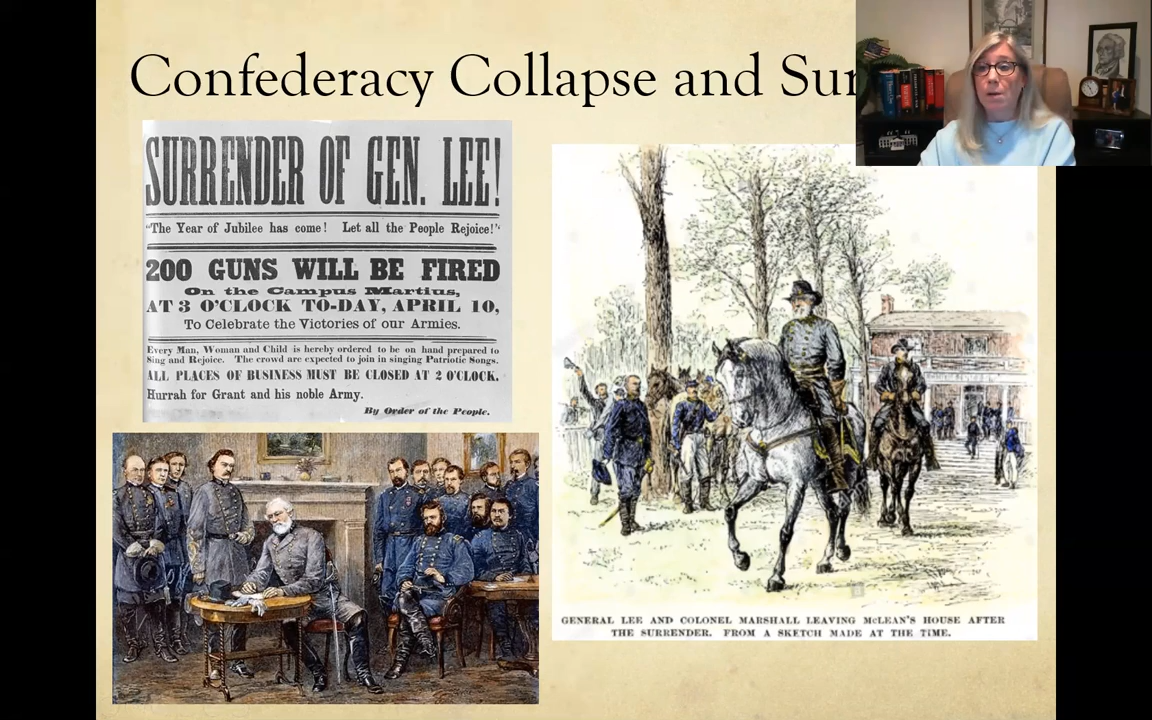 Confederacy Collapse and Sur
SURRENDER OF GEN. LEE!
"The Year of Jubilee has come! Let all the People Rejoice!"
200 GUNS WILL BE FIRED
On the Campus Martius,
AT 3 O'CLOCK TO-DAY, APRIL 10,
To Celebrate the Victories of our Armies.
Every Man, Woman and Child is hereby ordered to be on hand prepared to
Sing and Rejoice. The crowd are expected to join in singing Patriotic Songs.
ALL PLACES OF BUSINESS MUST BE CLOSED AT 2 O'CLOCK.
Hurrah for Grant and his noble Army.
By Order of the People.
GENERAL LEE AND COLONEL MARSHALL LEAVING McLEAN'S HOUSE AFTER
THE SURRENDER. FROM A SKETCH MADE AT THE TIME.